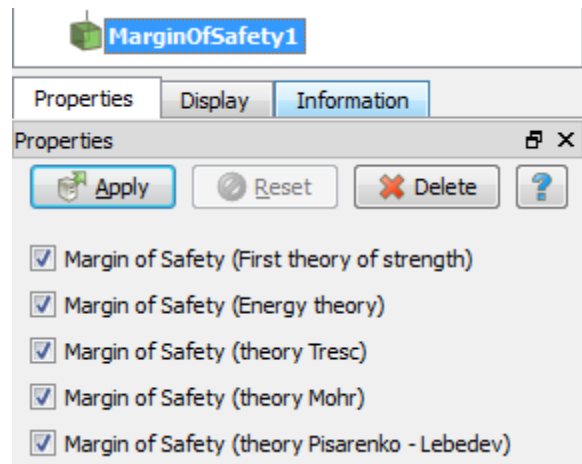 MarginOfSafety1
Properties Display Information
Properties
Apply Reset Delete ?
Margin of Safety (First theory of strength)
Margin of Safety (Energy theory)
Margin of Safety (theory Tresc)
Margin of Safety (theory Mohr)
Margin of Safety (theory Pisarenko - Lebedev)